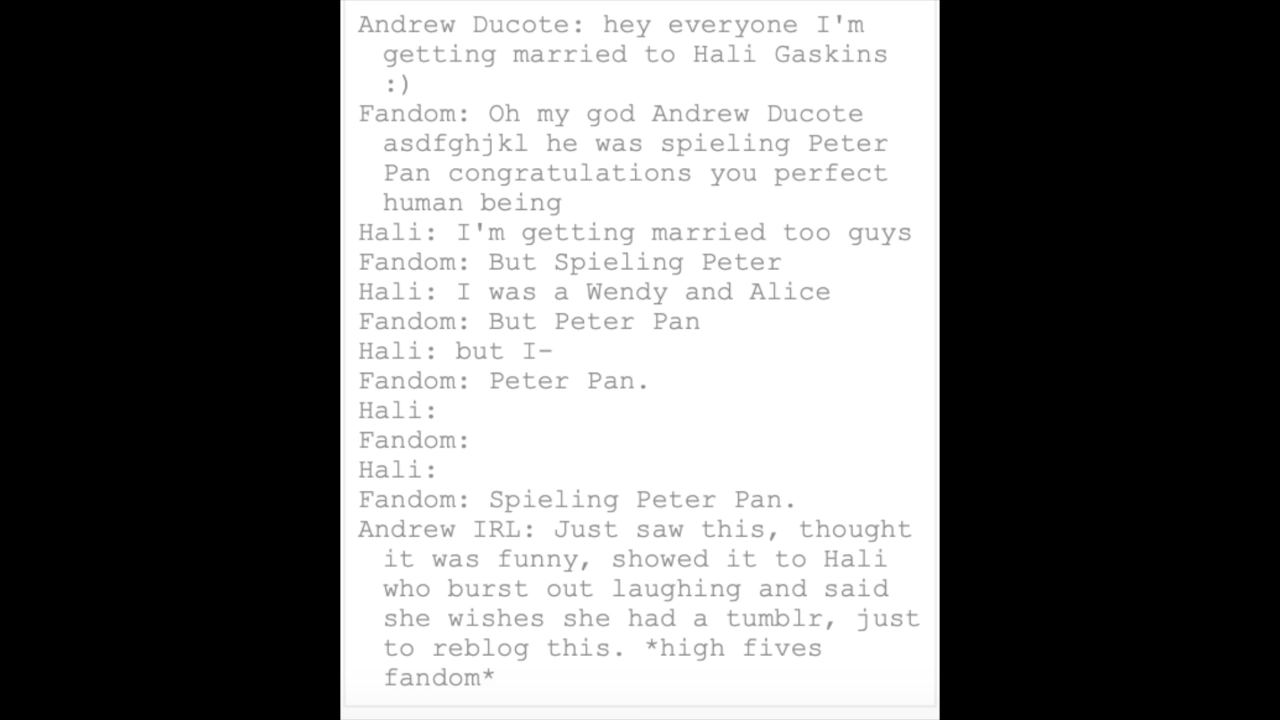 Andrew Ducote: hey everyone I'm
getting married to Hali Gaskins
:)
Fandom: Oh my god Andrew Ducote
asdfghjkl he was spieling Peter
Pan congratulations you perfect
human being
Hali: I'm getting married too guys
Fandom: But Spieling Peter
Hali: I was a Wendy and Alice
Fandom: But Peter Pan
Hali: but I-
Fandom: Peter Pan.
Hali:
Fandom:
Hali:
Fandom: Spieling Peter Pan.
Andrew IRL: Just saw this, thought
it was funny, showed it to Hali
who burst out laughing and said
she wishes she had a tumblr, just
to reblog this. *high fives
fandom*